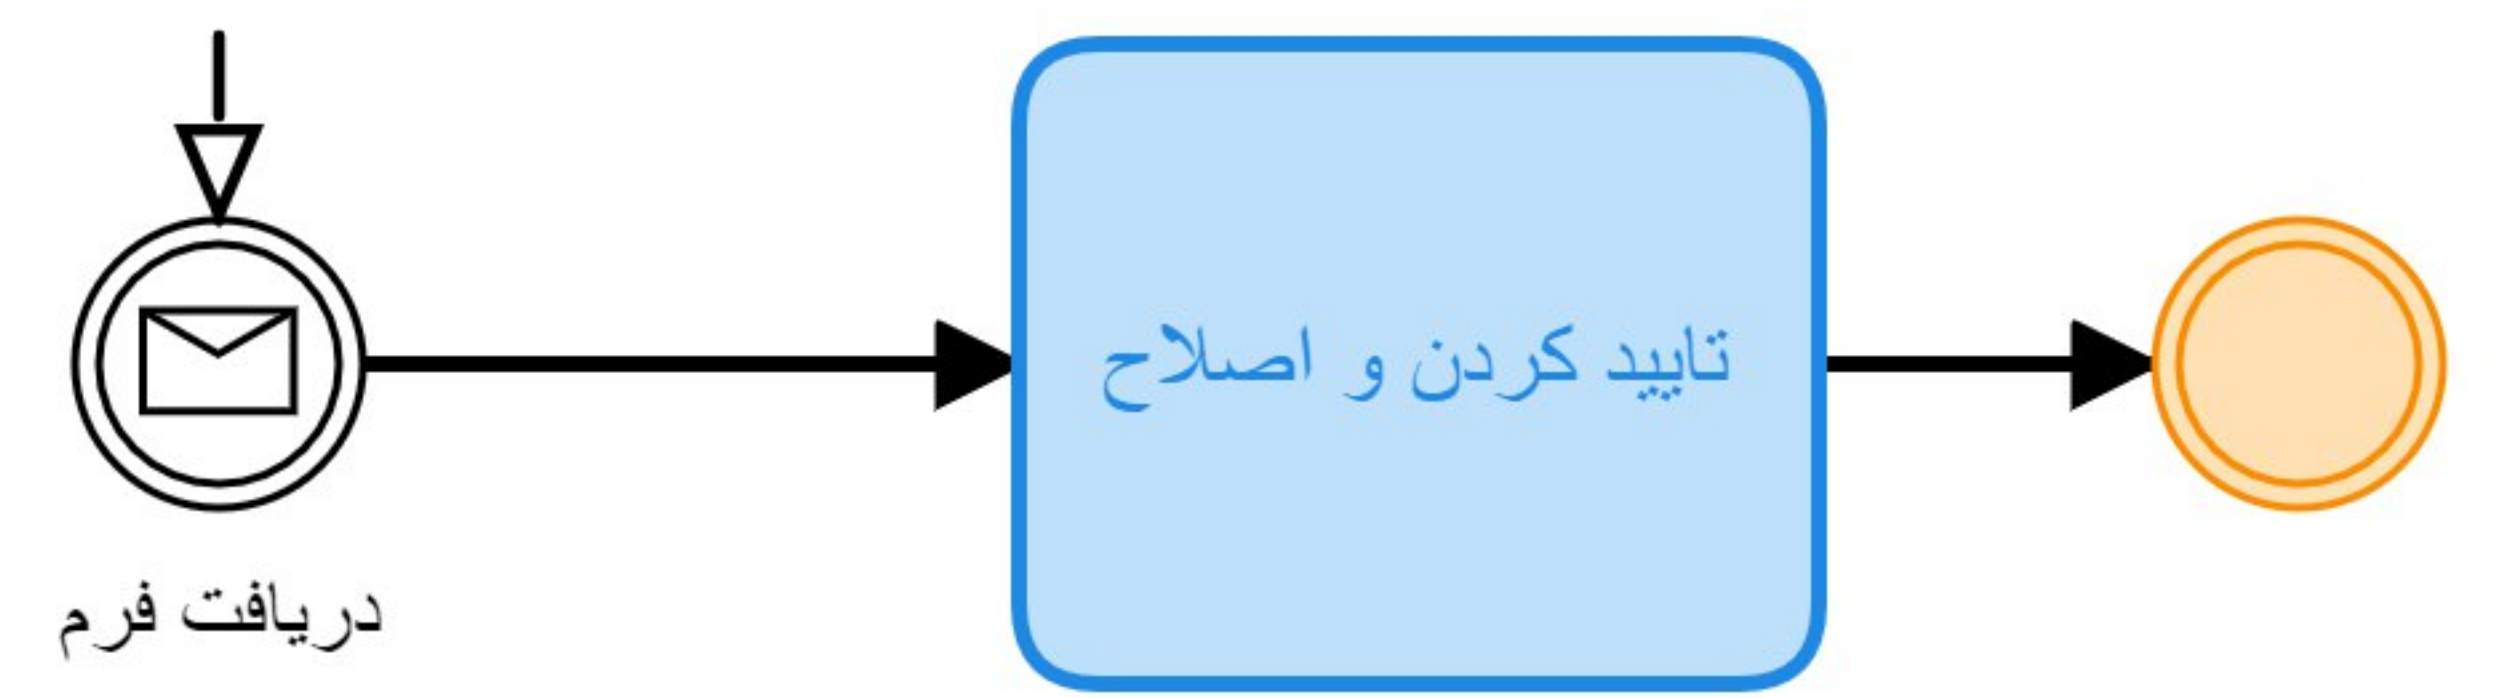 تایید کردن و اصلاح
دریافت فرم